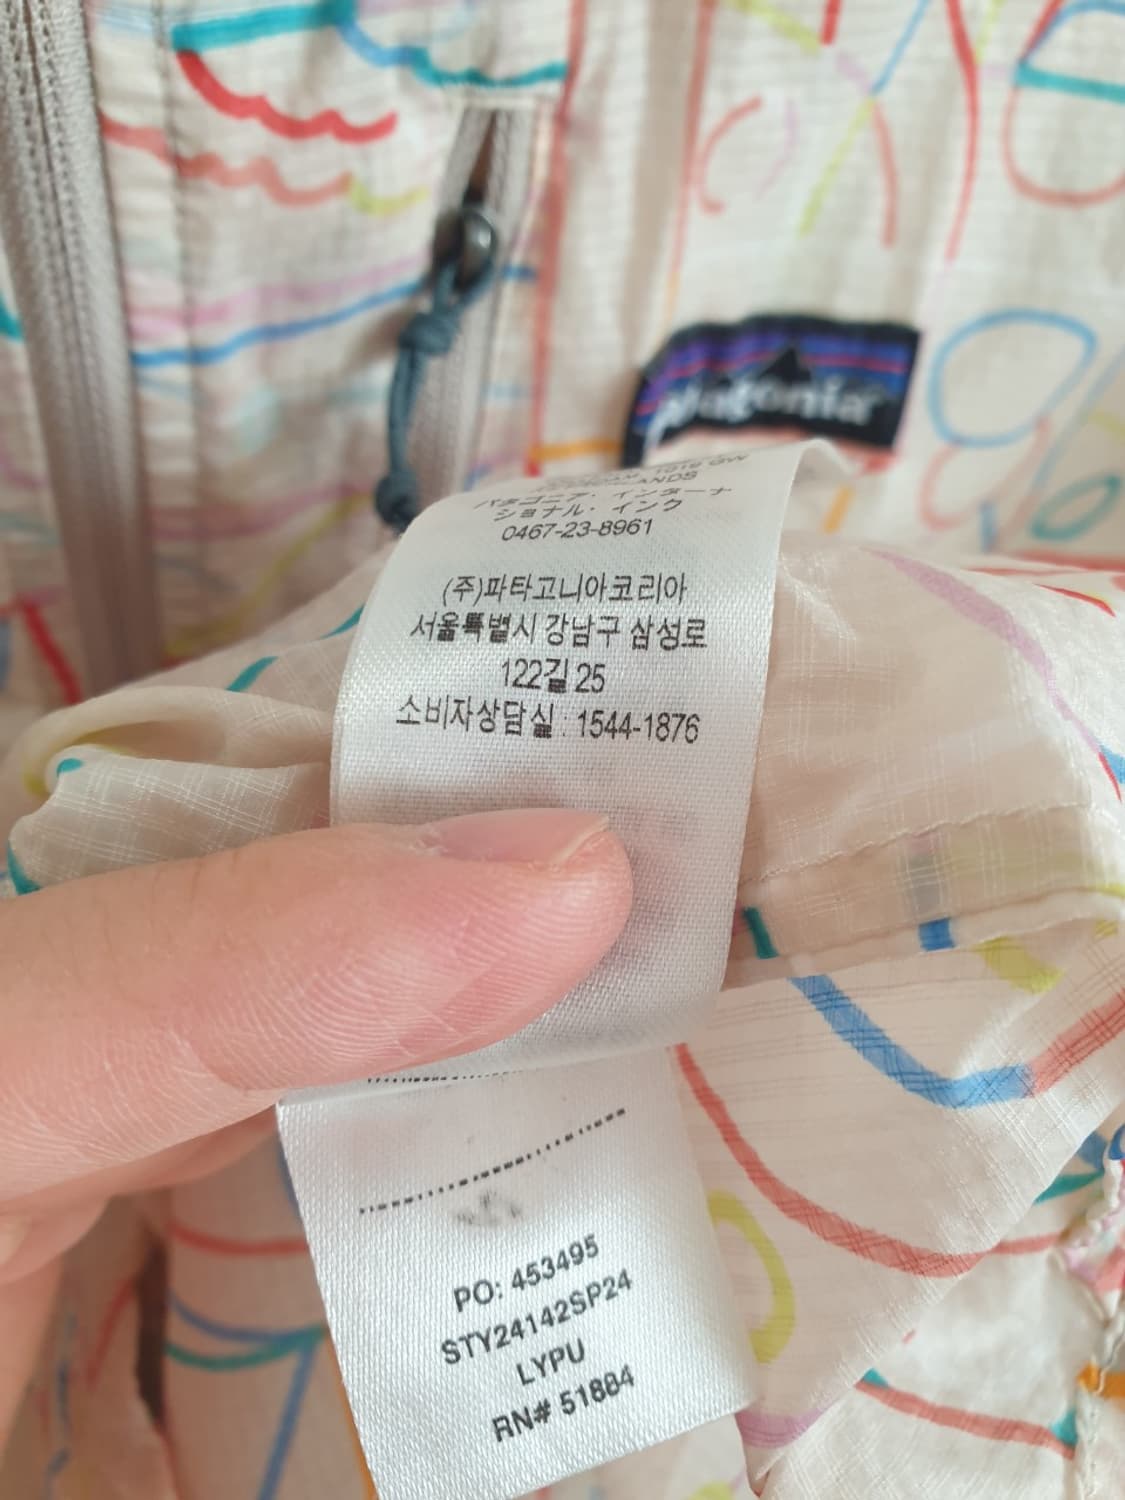 patagonia
1019 GW
パタゴニア・インターナ
ショナル・インク
0467-23-8961
(주)파타고니아코리아
서울특별시 강남구 삼성로
122길 25
소비자상담실 : 1544-1876
PO: 453495
STY24142SP24
LYPU
RN# 51884